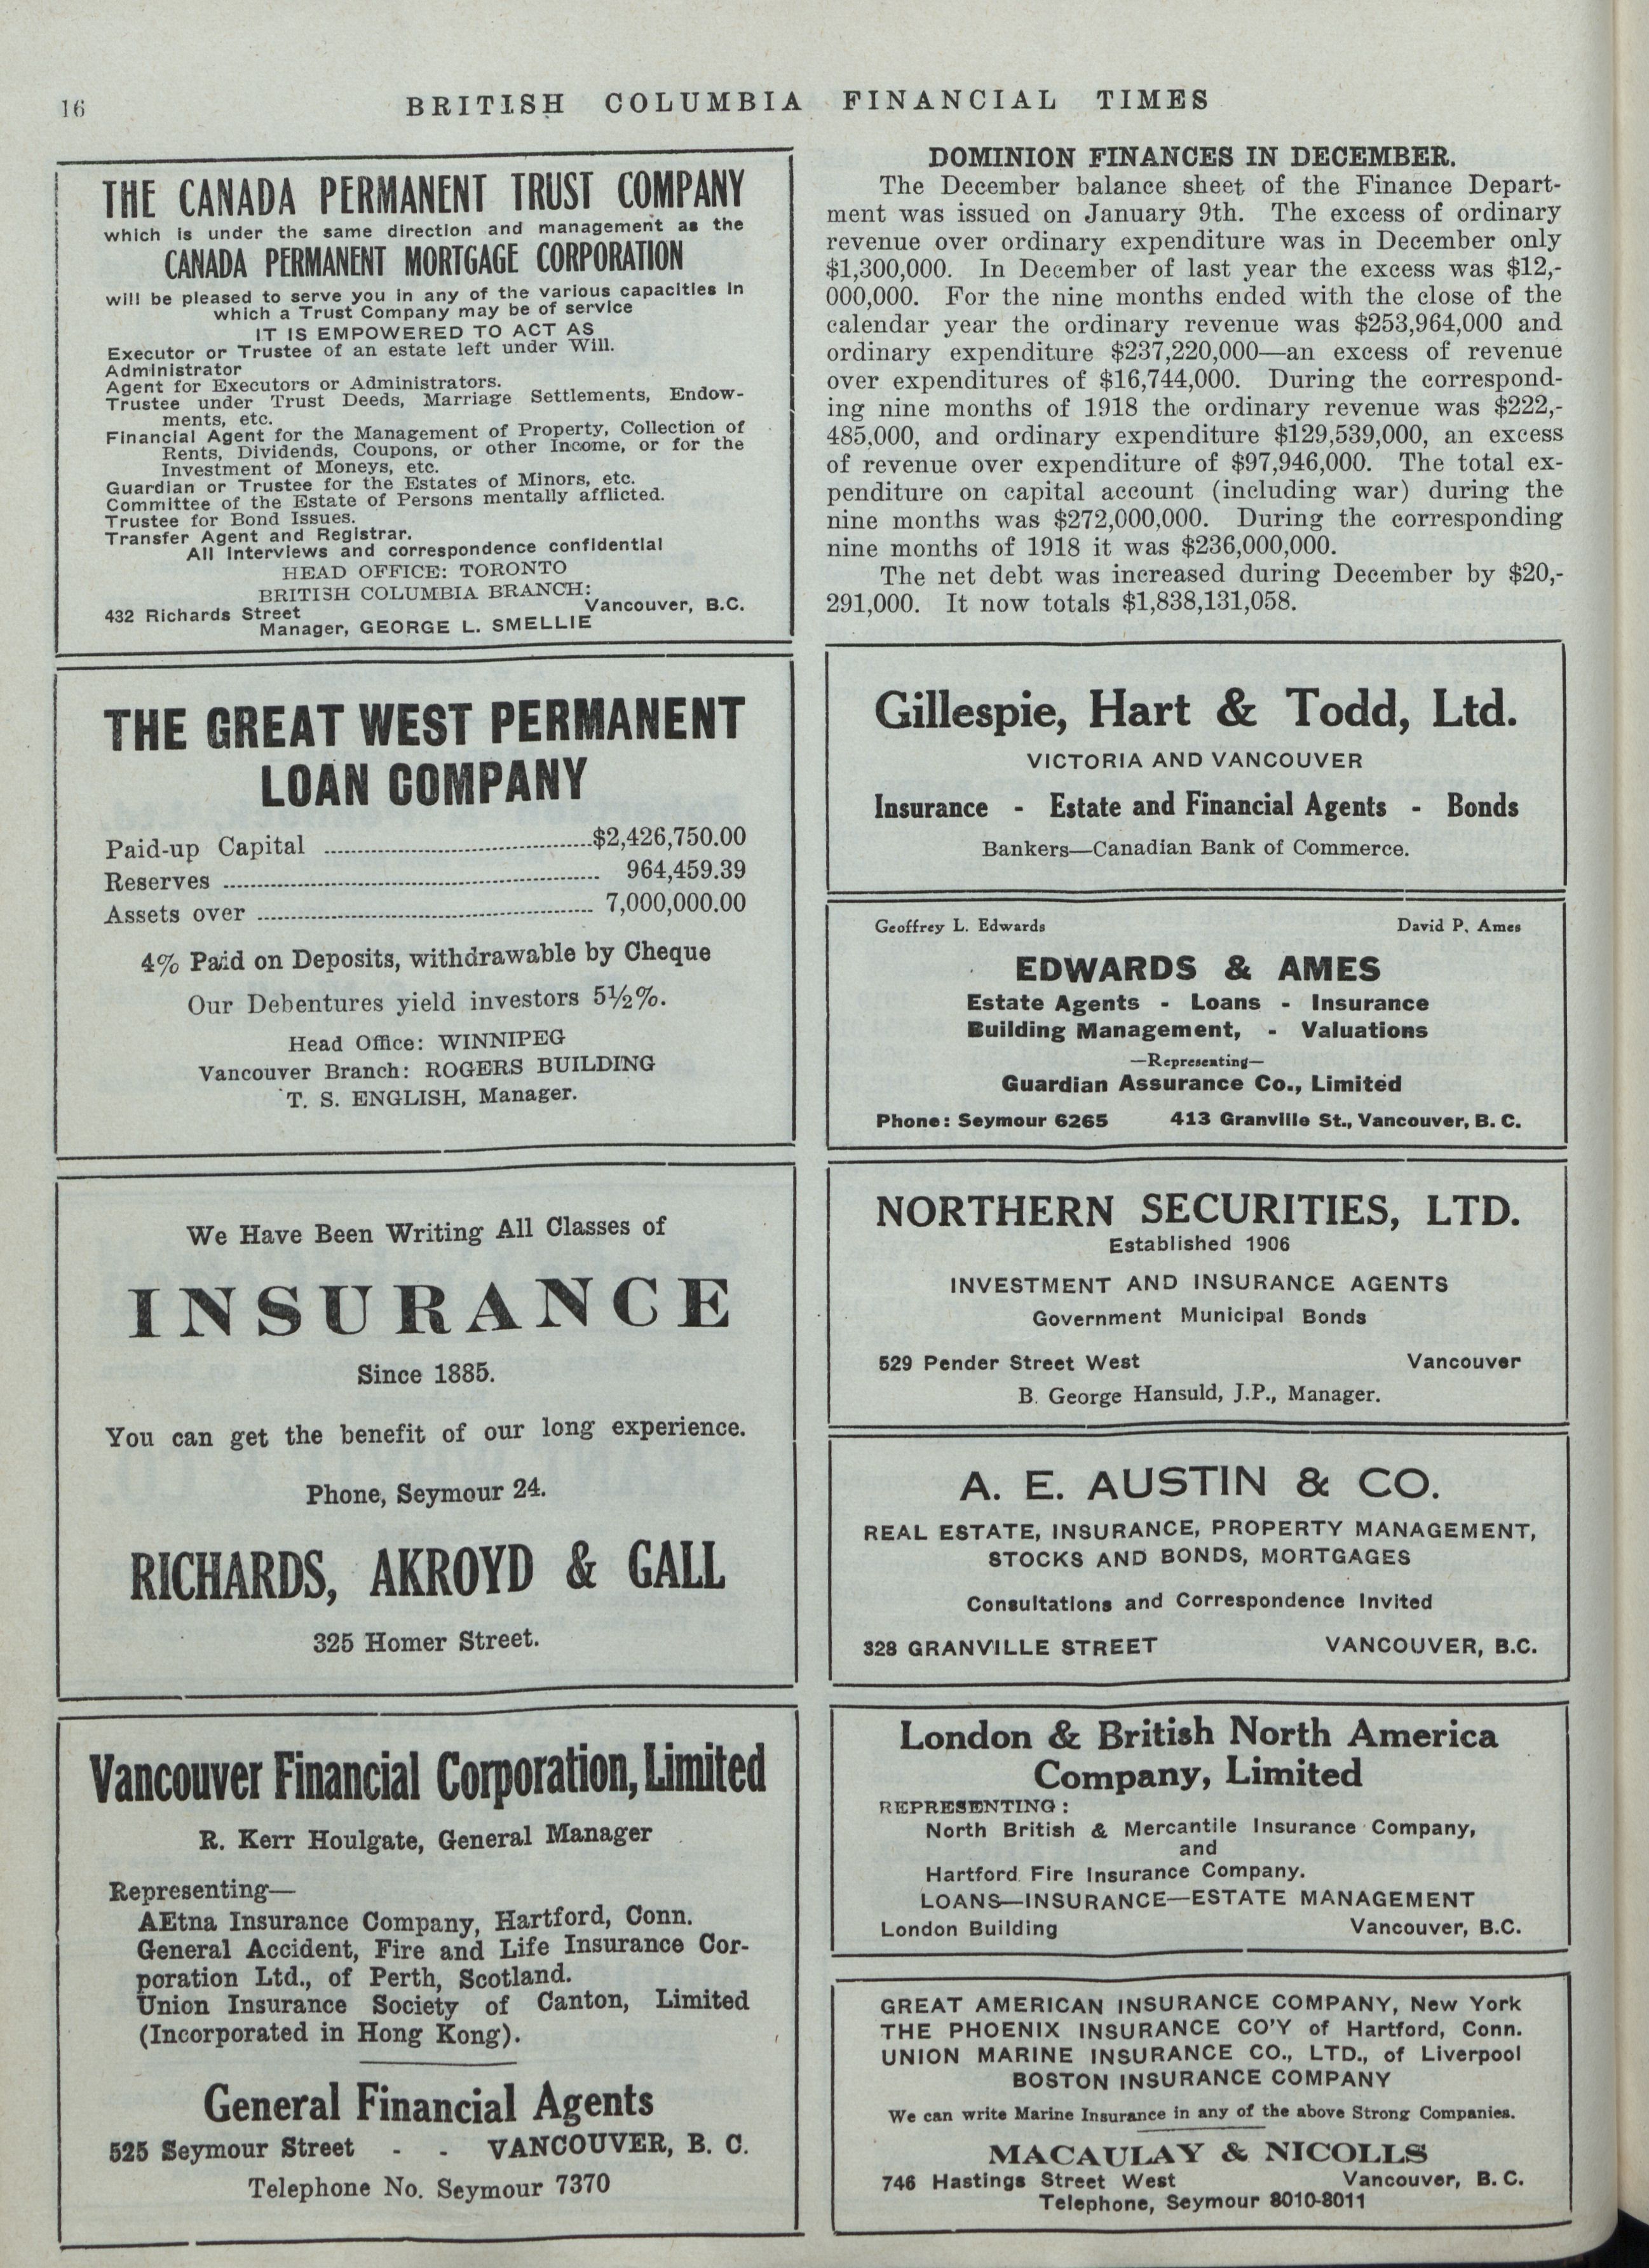 16
BRITISH COLUMBIA FINANCIAL TIMES
THE CANADA PERMANENT TRUST COMPANY
which is under the same direction and management as the
CANADA PERMANENT MORTGAGE CORPORATION
will be pleased to serve you in any of the various capacities in
which a Trust Company may be of service
IT IS EMPOWERED TO ACT AS
Executor or Trustee of an estate left under Will.
Administrator
Agent for Executors or Administrators.
Trustee under Trust Deeds, Marriage Settlements, Endow-
ments, etc.
Financial Agent for the Management of Property, Collection of
Rents, Dividends, Coupons, or other Income, or for the
Investment of Moneys, etc.
Guardian or Trustee for the Estates of Minors, etc.
Committee of the Estate of Persons mentally afflicted.
Trustee for Bond Issues.
Transfer Agent and Registrar.
All Interviews and correspondence confidential
HEAD OFFICE: TORONTO
BRITISH COLUMBIA BRANCH:
432 Richards Street Vancouver, B.C.
Manager, GEORGE L. SMELLIE
THE GREAT WEST PERMANENT
LOAN COMPANY
Paid-up Capital $2,426,750.00
Reserves 964,459.39
Assets over 7,000,000.00
4% Paid on Deposits, withdrawable by Cheque
Our Debentures yield investors 5½%.
Head Office: WINNIPEG
Vancouver Branch: ROGERS BUILDING
T. S. ENGLISH, Manager.
We Have Been Writing All Classes of
INSURANCE
Since 1885.
You can get the benefit of our long experience.
Phone, Seymour 24.
RICHARDS, AKROYD & GALL
325 Homer Street.
Vancouver Financial Corporation, Limited
R. Kerr Houlgate, General Manager
Representing—
AEtna Insurance Company, Hartford, Conn.
General Accident, Fire and Life Insurance Cor-
poration Ltd., of Perth, Scotland.
Union Insurance Society of Canton, Limited
(Incorporated in Hong Kong).
General Financial Agents
525 Seymour Street - - VANCOUVER, B. C.
Telephone No. Seymour 7370
DOMINION FINANCES IN DECEMBER.
The December balance sheet of the Finance Depart-
ment was issued on January 9th. The excess of ordinary
revenue over ordinary expenditure was in December only
$1,300,000. In December of last year the excess was $12,-
000,000. For the nine months ended with the close of the
calendar year the ordinary revenue was $253,964,000 and
ordinary expenditure $237,220,000—an excess of revenue
over expenditures of $16,744,000. During the correspond-
ing nine months of 1918 the ordinary revenue was $222,-
485,000, and ordinary expenditure $129,539,000, an excess
of revenue over expenditure of $97,946,000. The total ex-
penditure on capital account (including war) during the
nine months was $272,000,000. During the corresponding
nine months of 1918 it was $236,000,000.
The net debt was increased during December by $20,-
291,000. It now totals $1,838,131,058.
Gillespie, Hart & Todd, Ltd.
VICTORIA AND VANCOUVER
Insurance - Estate and Financial Agents - Bonds
Bankers—Canadian Bank of Commerce.
Geoffrey L. Edwards David P. Ames
EDWARDS & AMES
Estate Agents - Loans - Insurance
Building Management, - Valuations
—Representing—
Guardian Assurance Co., Limited
Phone: Seymour 6265 413 Granville St., Vancouver, B. C.
NORTHERN SECURITIES, LTD.
Established 1906
INVESTMENT AND INSURANCE AGENTS
Government Municipal Bonds
529 Pender Street West Vancouver
B. George Hansuld, J.P., Manager.
A. E. AUSTIN & CO.
REAL ESTATE, INSURANCE, PROPERTY MANAGEMENT,
STOCKS AND BONDS, MORTGAGES
Consultations and Correspondence Invited
328 GRANVILLE STREET VANCOUVER, B.C.
London & British North America
Company, Limited
REPRESENTING:
North British & Mercantile Insurance Company,
and
Hartford Fire Insurance Company.
LOANS—INSURANCE—ESTATE MANAGEMENT
London Building Vancouver, B.C.
GREAT AMERICAN INSURANCE COMPANY, New York
THE PHOENIX INSURANCE CO'Y of Hartford, Conn.
UNION MARINE INSURANCE CO., LTD., of Liverpool
BOSTON INSURANCE COMPANY
We can write Marine Insurance in any of the above Strong Companies.
MACAULAY & NICOLLS
746 Hastings Street West Vancouver, B. C.
Telephone, Seymour 8010-8011